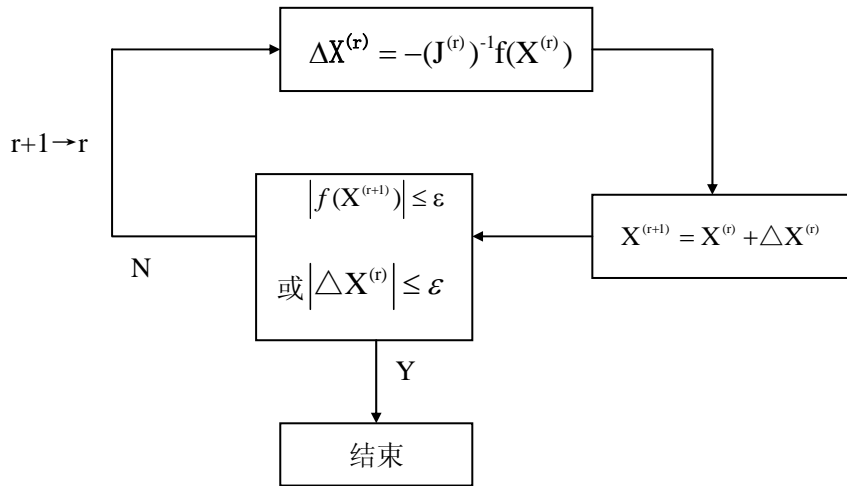 ΔX⁽ʳ⁾ = −(J⁽ʳ⁾)⁻¹f(X⁽ʳ⁾)
r+1→r
|f(X⁽ʳ⁺¹⁾)| ≤ ε
X⁽ʳ⁺¹⁾ = X⁽ʳ⁾ +△X⁽ʳ⁾
N
或|△X⁽ʳ⁾| ≤ ε
Y
结束